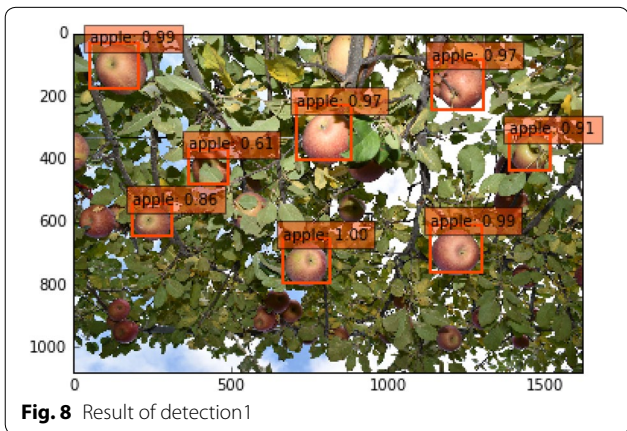 0
200
400
600
800
1000
0 500 1000 1500
apple: 0.99
apple: 0.97
apple: 0.97
apple: 0.91
apple: 0.61
apple: 0.86
apple: 0.99
apple: 1.00
Fig. 8 Result of detection1